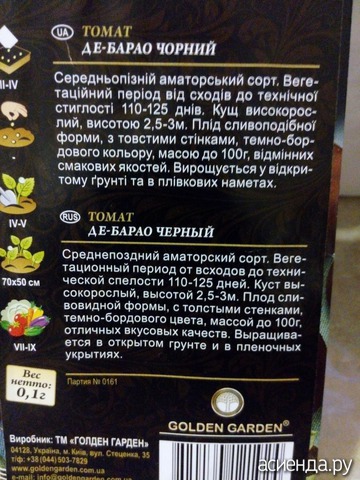 UA ТОМАТ
ДЕ-БАРАО ЧОРНИЙ
Середньопізній аматорський сорт. Веге-
таційний період від сходів до технічної
стиглості 110-125 днів. Кущ високорос-
лий, висотою 2,5-3м. Плід сливоподібної
форми, з товстими стінками, темно-бор-
дового кольору, масою до 100г, відмінних
смакових якостей. Вирощується у відкри-
тому ґрунті та в плівкових наметах.
II-IV
IV-V
70х50 см
VII-IX
RUS ТОМАТ
ДЕ-БАРАО ЧЕРНЫЙ
Среднепоздний аматорский сорт. Веге-
тационный период от всходов до техни-
ческой спелости 110-125 дней. Куст вы-
сокорослый, высотой 2,5-3м. Плод сли-
вовидной формы, с толстыми стенками,
темно-бордового цвета, массой до 100г,
отличных вкусовых качеств. Выращива-
ется в открытом грунте и в пленочных
укрытиях.
Вес
нетто:
0,1г
Партия № 0161
GOLDEN GARDEN®
Виробник: ТМ «ГОЛДЕН ГАРДЕН»
04128, Україна, м. Київ, вул. Стеценка, 35
т/ф +38 (044) 503-7829
www.goldengarden.com.ua
асиенда.ру